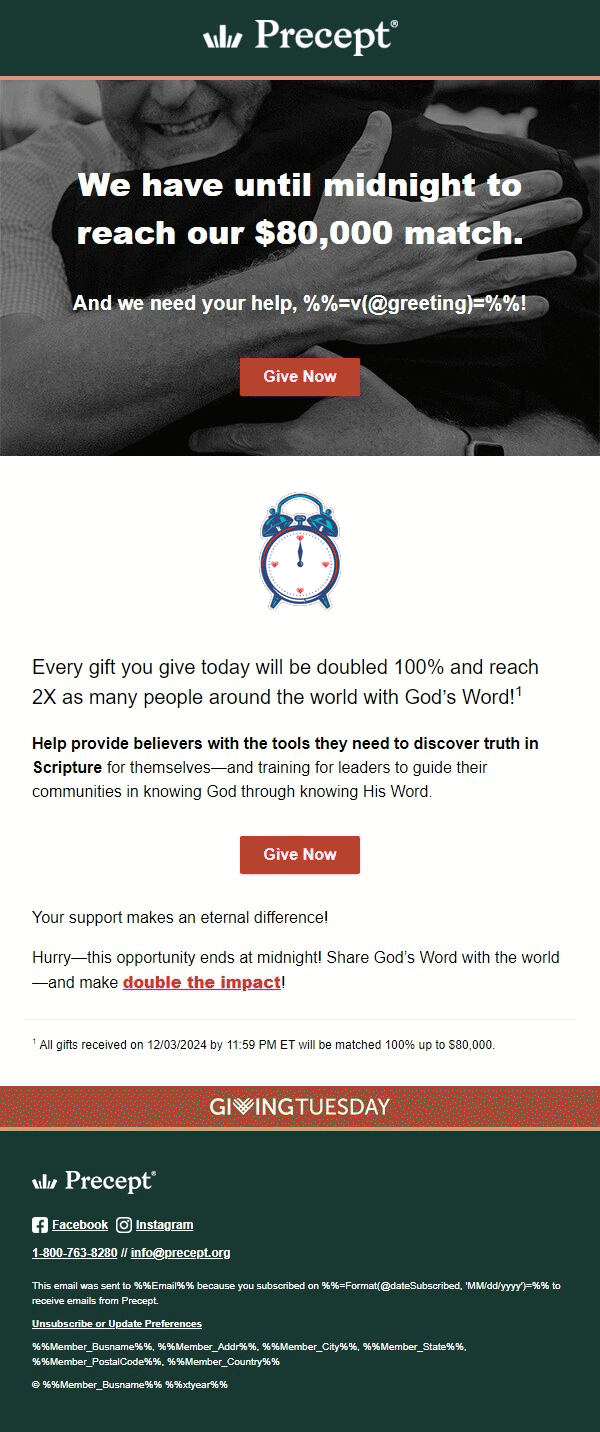 Precept®
We have until midnight to
reach our $80,000 match.
And we need your help, %%=v(@greeting)=%%!
Give Now
Every gift you give today will be doubled 100% and reach
2X as many people around the world with God’s Word!1
Help provide believers with the tools they need to discover truth in
Scripture for themselves—and training for leaders to guide their
communities in knowing God through knowing His Word.
Give Now
Your support makes an eternal difference!
Hurry—this opportunity ends at midnight! Share God’s Word with the world
—and make double the impact!
1 All gifts received on 12/03/2024 by 11:59 PM ET will be matched 100% up to $80,000.
GIVINGTUESDAY
Precept®
Facebook Instagram
1-800-763-8280 // info@precept.org
This email was sent to %%Email%% because you subscribed on %%=Format(@dateSubscribed, 'MM/dd/yyyy')=%% to
receive emails from Precept.
Unsubscribe or Update Preferences
%%Member_Busname%%, %%Member_Addr%%, %%Member_City%%, %%Member_State%%,
%%Member_PostalCode%%, %%Member_Country%%
© %%Member_Busname%% %%xtyear%%